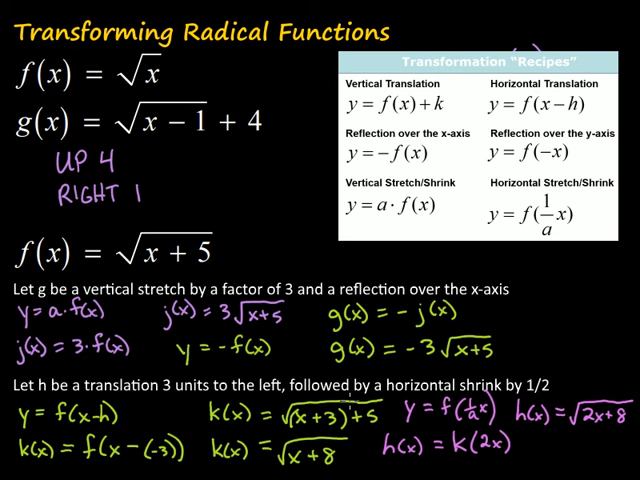 Transforming Radical Functions
f(x) = √x
g(x) = √(x − 1) + 4
UP 4
RIGHT 1
Transformation "Recipes"
Vertical Translation Horizontal Translation
y = f(x) + k y = f(x − h)
Reflection over the x-axis Reflection over the y-axis
y = −f(x) y = f(−x)
Vertical Stretch/Shrink Horizontal Stretch/Shrink
y = a · f(x) y = f(1/a x)
f(x) = √(x + 5)
Let g be a vertical stretch by a factor of 3 and a reflection over the x-axis
y = a · f(x) j(x) = 3√(x+5) g(x) = − j(x)
j(x) = 3 · f(x) y = −f(x) g(x) = −3√(x+5)
Let h be a translation 3 units to the left, followed by a horizontal shrink by 1/2
y = f(x−h) k(x) = √((x+3)+5) y = f(1/a x) h(x) = √(2x+8)
k(x) = f(x − (−3)) k(x) = √(x+8) h(x) = k(2x)